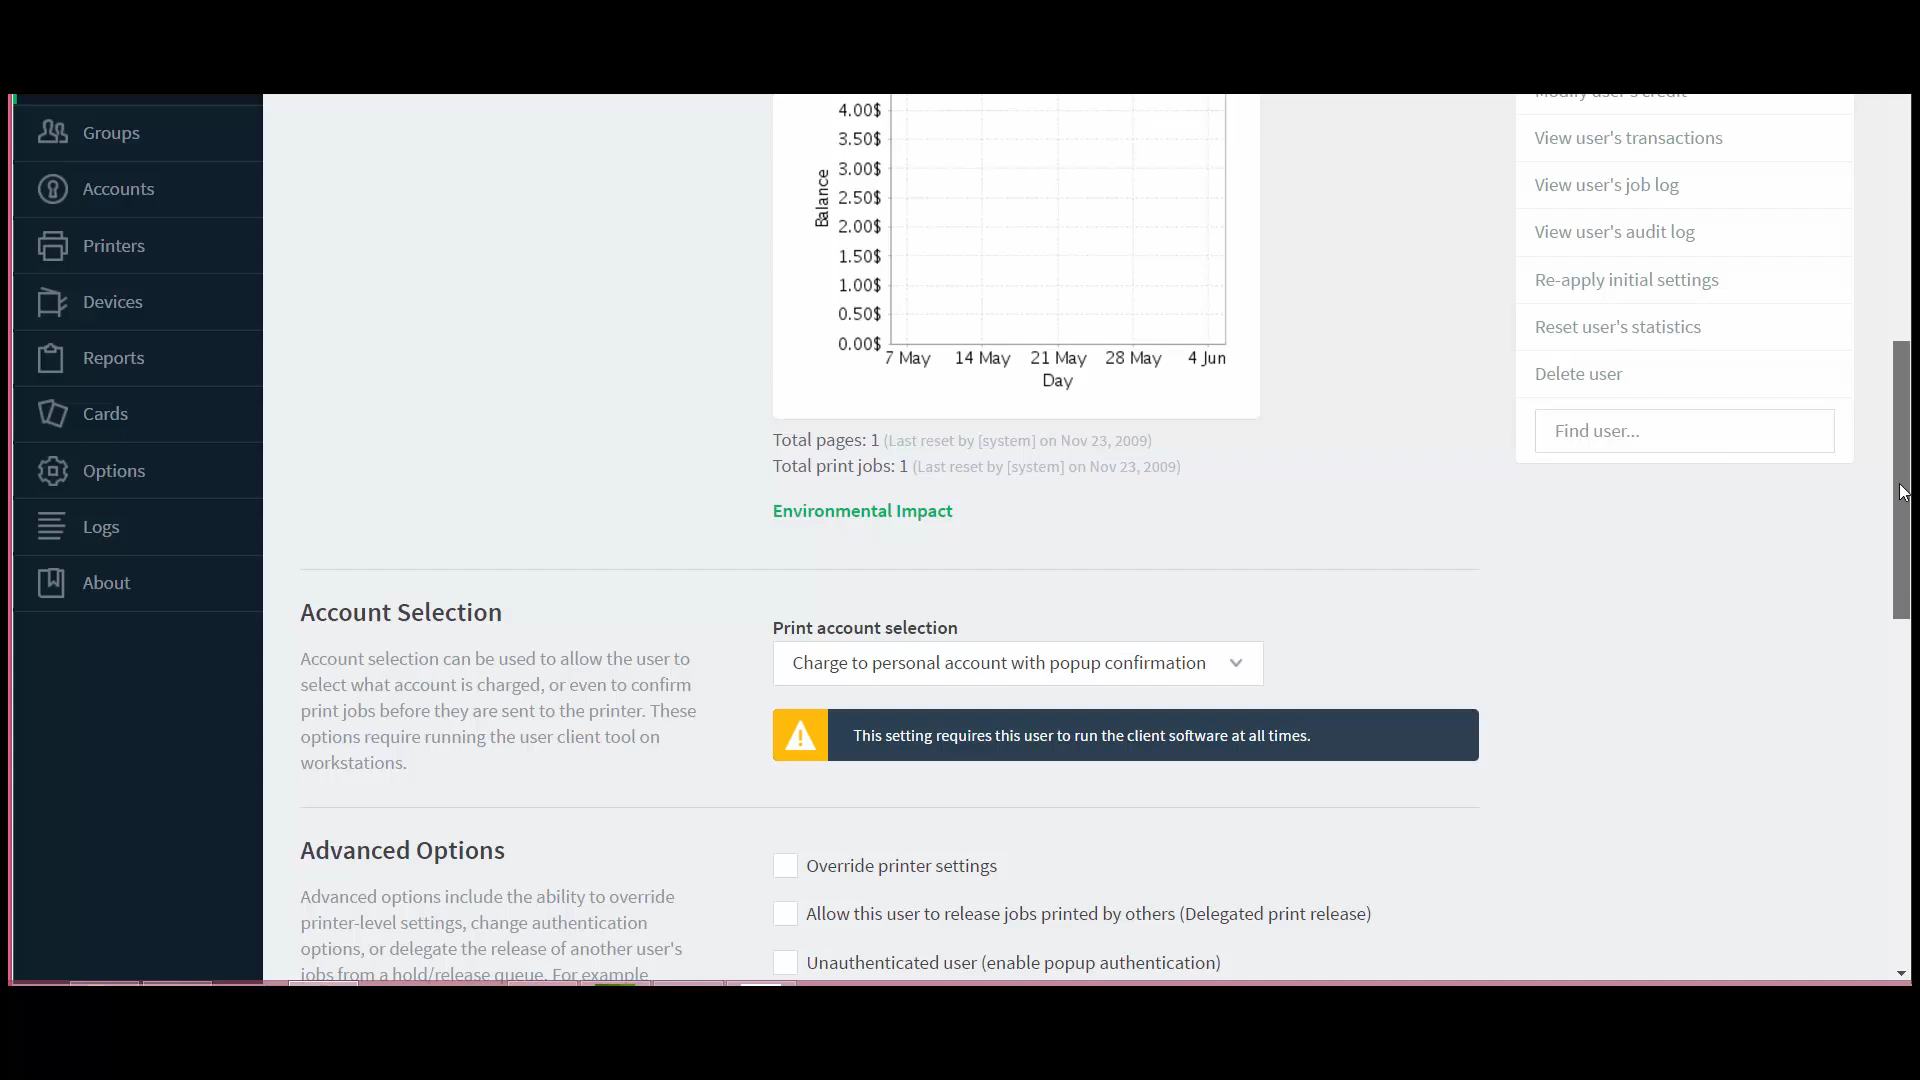 Groups
Accounts
Printers
Devices
Reports
Cards
Options
Logs
About
4.00$
3.50$
3.00$
2.50$
2.00$
1.50$
1.00$
0.50$
0.00$
Balance
7 May 14 May 21 May 28 May 4 Jun
Day
Total pages: 1 (Last reset by [system] on Nov 23, 2009)
Total print jobs: 1 (Last reset by [system] on Nov 23, 2009)
Environmental Impact
Account Selection
Account selection can be used to allow the user to
select what account is charged, or even to confirm
print jobs before they are sent to the printer. These
options require running the user client tool on
workstations.
Print account selection
Charge to personal account with popup confirmation
This setting requires this user to run the client software at all times.
Advanced Options
Advanced options include the ability to override
printer-level settings, change authentication
options, or delegate the release of another user's
jobs from a hold/release queue. For example
Override printer settings
Allow this user to release jobs printed by others (Delegated print release)
Unauthenticated user (enable popup authentication)
Modify user's credit
View user's transactions
View user's job log
View user's audit log
Re-apply initial settings
Reset user's statistics
Delete user
Find user...